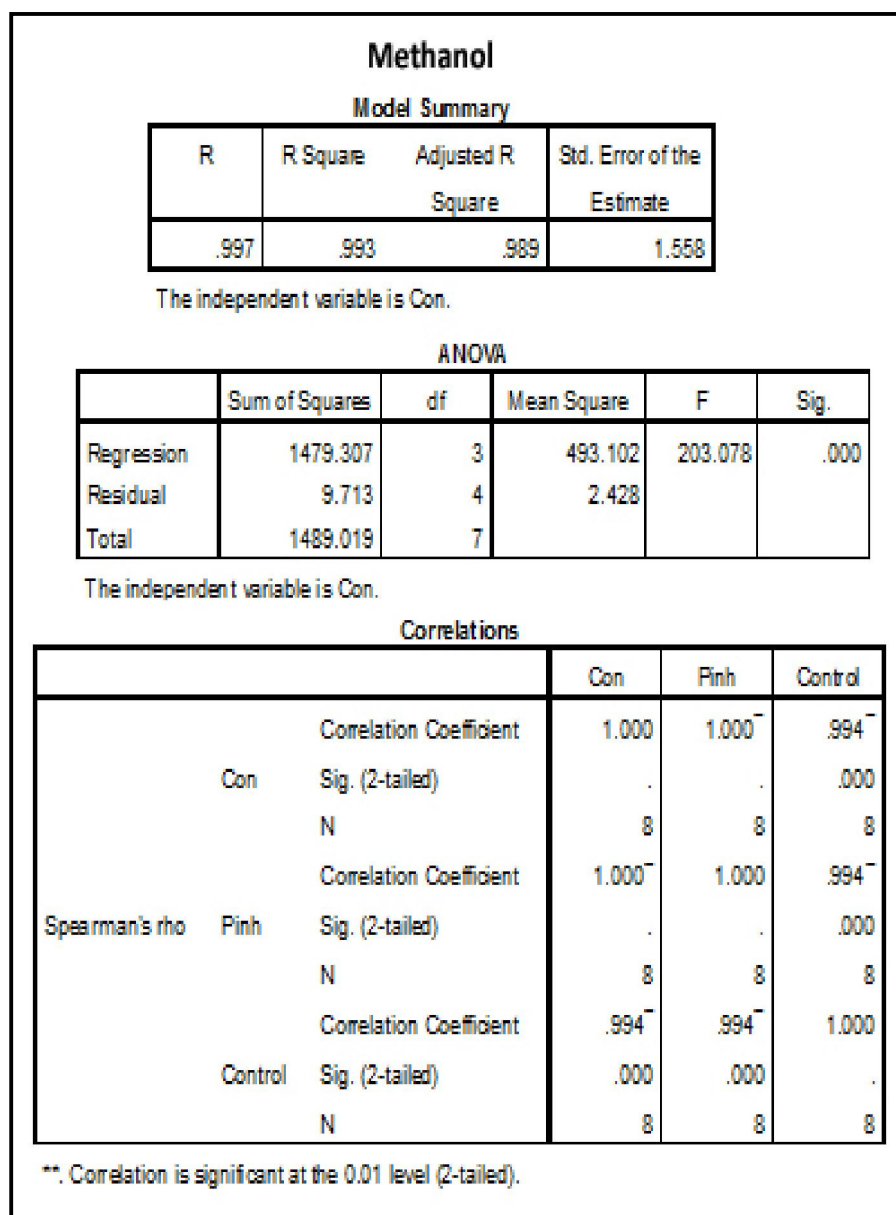 Methanol
Model Summary
R R Square Adjusted R Square Std. Error of the Estimate
.997 .993 .989 1.558
The independent variable is Con.
ANOVA
Sum of Squares df Mean Square F Sig.
Regression 1479.307 3 493.102 203.078 .000
Residual 9.713 4 2.428
Total 1489.019 7
The independent variable is Con.
Correlations
Con Pinh Control
Correlation Coefficient 1.000 1.000** .994**
Con Sig. (2-tailed) . . .000
N 8 8 8
Correlation Coefficient 1.000** 1.000 .994**
Spearman's rho Pinh Sig. (2-tailed) . . .000
N 8 8 8
Correlation Coefficient .994** .994** 1.000
Control Sig. (2-tailed) .000 .000 .
N 8 8 8
**. Correlation is significant at the 0.01 level (2-tailed).